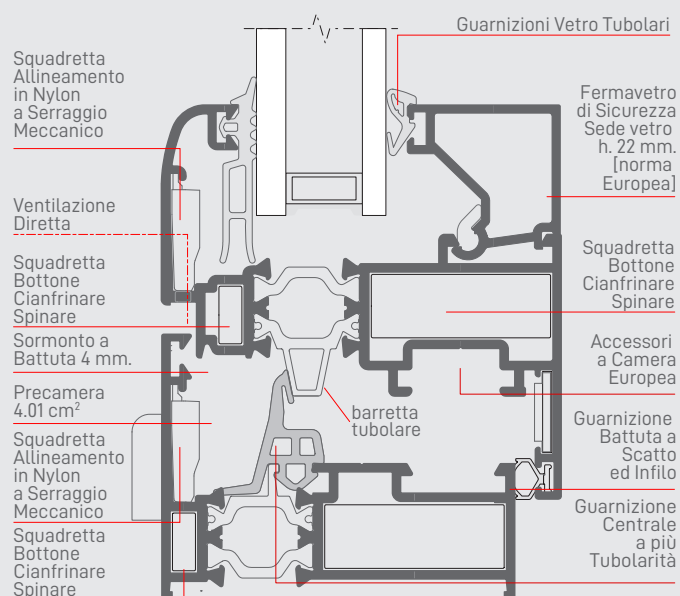 Guarnizioni Vetro Tubolari
Squadretta
Allineamento
in Nylon
a Serraggio
Meccanico
Ventilazione
Diretta
Squadretta
Bottone
Cianfrinare
Spinare
Sormonto a
Battuta 4 mm.
Precamera
4.01 cm²
Squadretta
Allineamento
in Nylon
a Serraggio
Meccanico
Squadretta
Bottone
Cianfrinare
Spinare
barretta
tubolare
Fermavetro
di Sicurezza
Sede vetro
h. 22 mm.
[norma
Europea]
Squadretta
Bottone
Cianfrinare
Spinare
Accessori
a Camera
Europea
Guarnizione
Battuta a
Scatto
ed Infilo
Guarnizione
Centrale
a più
Tubolarità